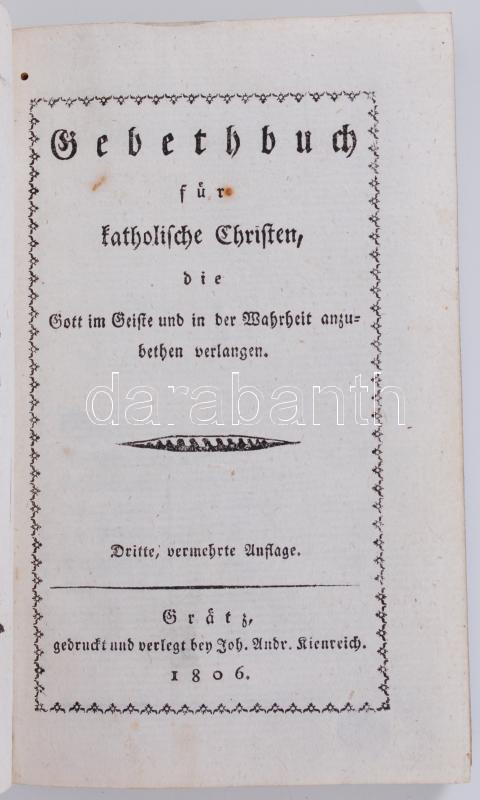 Gebethbuch
für
katholische Christen,
die
Gott im Geiste und in der Wahrheit anzu-
bethen verlangen.
darabanth
Dritte, vermehrte Auflage.
Grätz,
gedruckt und verlegt bey Joh. Andr. Kienreich.
1806.